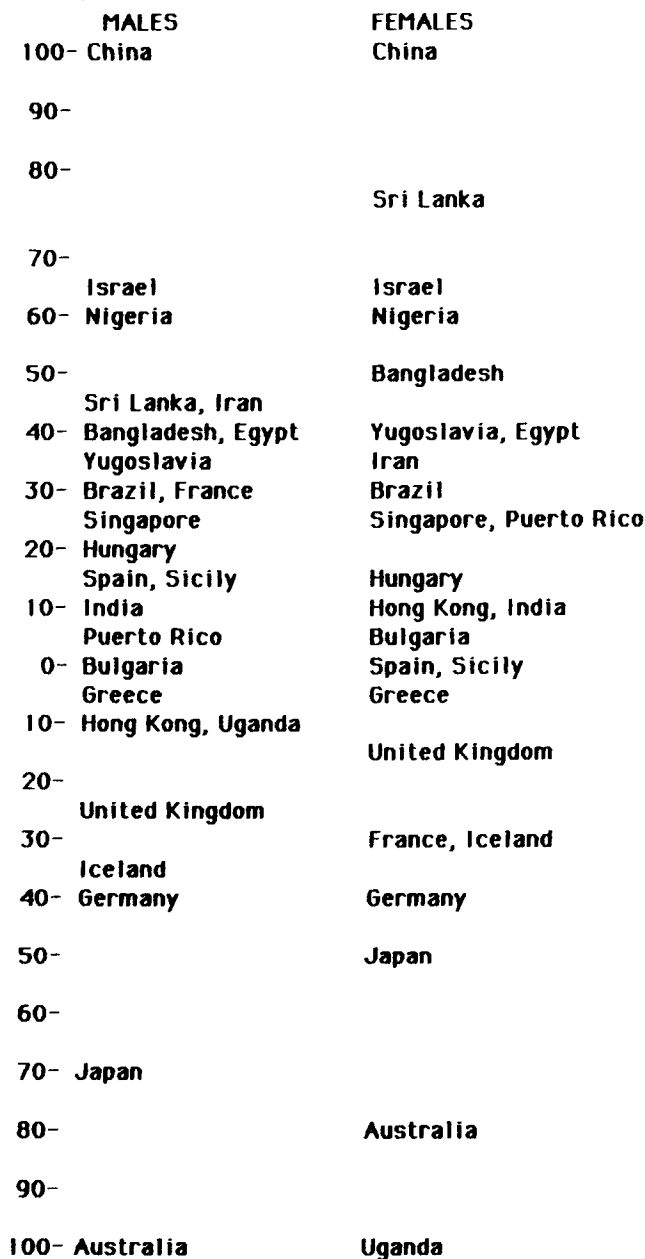 MALES FEMALES
100- China China
90-
80-
Sri Lanka
70-
Israel Israel
60- Nigeria Nigeria
50- Bangladesh
Sri Lanka, Iran
40- Bangladesh, Egypt Yugoslavia, Egypt
Yugoslavia Iran
30- Brazil, France Brazil
Singapore Singapore, Puerto Rico
20- Hungary
Spain, Sicily Hungary
10- India Hong Kong, India
Puerto Rico Bulgaria
0- Bulgaria Spain, Sicily
Greece Greece
10- Hong Kong, Uganda
United Kingdom
20-
United Kingdom
30- France, Iceland
Iceland
40- Germany Germany
50- Japan
60-
70- Japan
80- Australia
90-
100- Australia Uganda